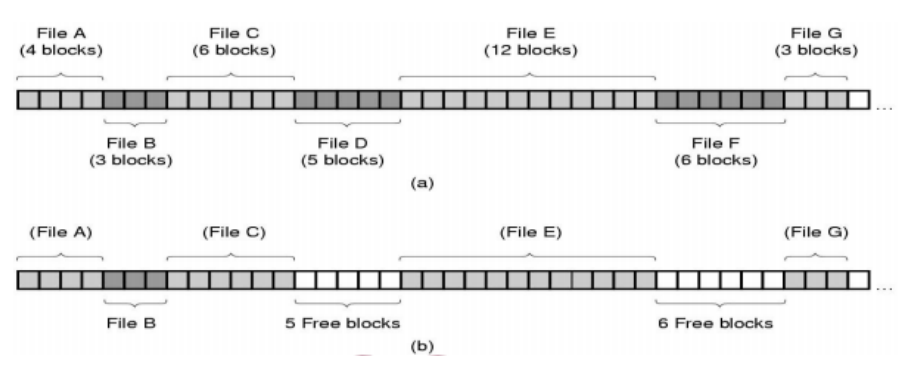 File A
(4 blocks)
File C
(6 blocks)
File E
(12 blocks)
File G
(3 blocks)
...
File B
(3 blocks)
File D
(5 blocks)
File F
(6 blocks)
(a)
(File A)
(File C)
(File E)
(File G)
...
File B
5 Free blocks
6 Free blocks
(b)